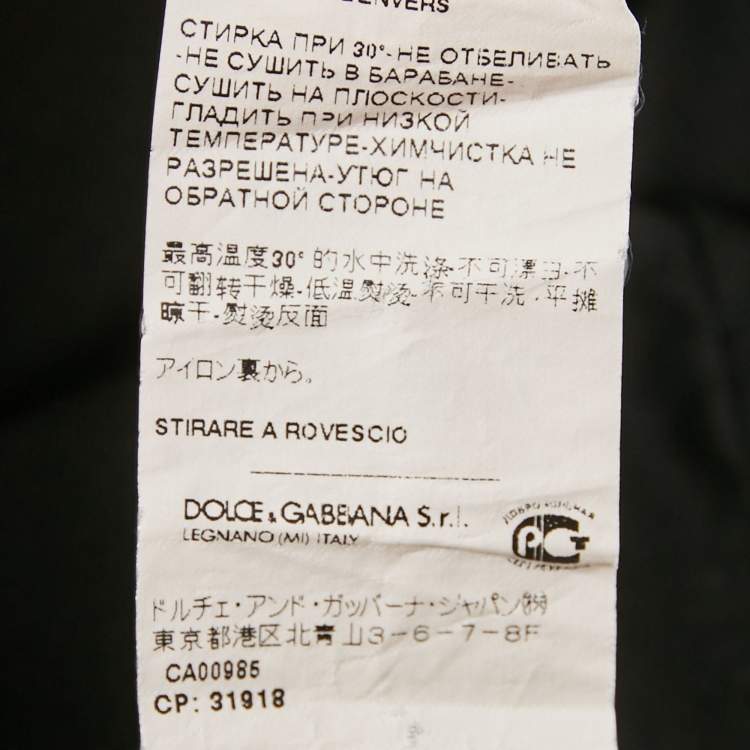 ENVERS
СТИРКА ПРИ 30°-НЕ ОТБЕЛИВАТЬ
-НЕ СУШИТЬ В БАРАБАНЕ-
СУШИТЬ НА ПЛОСКОСТИ-
ГЛАДИТЬ ПРИ НИЗКОЙ
ТЕМПЕРАТУРЕ-ХИМЧИСТКА НЕ
РАЗРЕШЕНА-УТЮГ НА
ОБРАТНОЙ СТОРОНЕ
最高温度30°的水中洗涤-不可漂白-不
可翻转干燥-低温熨烫-不可干洗-平摊
晾干-熨烫反面
アイロン裏から。
STIRARE A ROVESCIO
DOLCE & GABBANA S.r.l.
LEGNANO (MI) ITALY
РСТ
ドルチェ・アンド・ガッバーナ・ジャパン㈱
東京都港区北青山3-6-7-8F
CA00985
CP: 31918